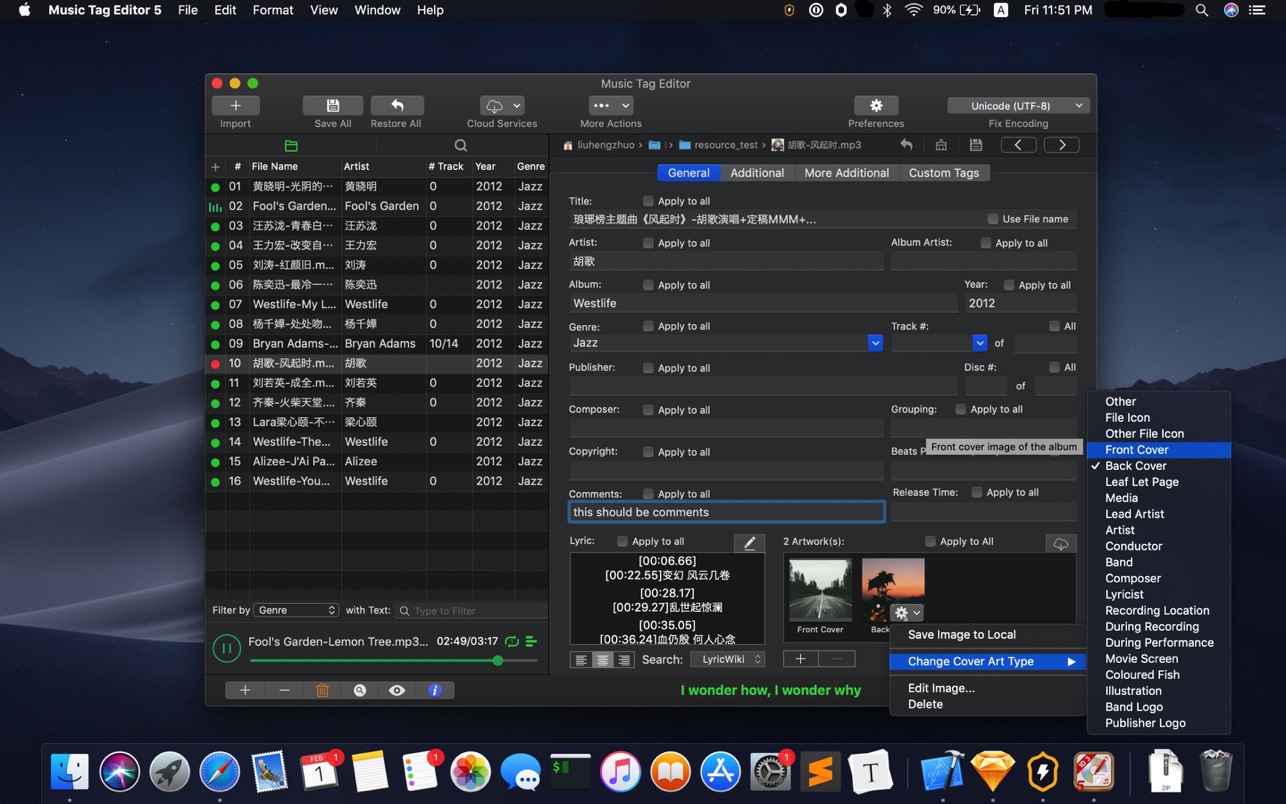 Music Tag Editor 5 File Edit Format View Window Help 90% A Fri 11:51 PM
Music Tag Editor
Import Save All Restore All Cloud Services More Actions Preferences Unicode (UTF-8) Fix Encoding
liuhengzhuo › › resource_test › 胡歌-风起时.mp3
+ # File Name Artist # Track Year Genre
01 黄晓明-光阴的… 黄晓明 0 2012 Jazz
02 Fool's Garden... Fool's Garden 0 2012 Jazz
03 汪苏泷-青春白… 汪苏泷 0 2012 Jazz
04 王力宏-改变自… 王力宏 0 2012 Jazz
05 刘涛-红颜旧.m... 刘涛 0 2012 Jazz
06 陈奕迅-最冷一… 陈奕迅 2012 Jazz
07 Westlife-My L... Westlife 0 2012 Jazz
08 杨千嬅-处处吻… 杨千嬅 0 2012 Jazz
09 Bryan Adams-... Bryan Adams 10/14 2012 Jazz
10 胡歌-风起时.m... 胡歌 2012 Jazz
11 刘若英-成全.m... 刘若英 0 2012 Jazz
12 齐秦-火柴天堂.... 齐秦 0 2012 Jazz
13 Lara梁心颐-不… 梁心颐 2012 Jazz
14 Westlife-The... Westlife 0 2012 Jazz
15 Alizee-J'Ai Pa... Alizee 0 2012 Jazz
16 Westlife-You... Westlife 0 2012 Jazz
Filter by Genre with Text: Type to Filter
Fool's Garden-Lemon Tree.mp3... 02:49/03:17
General Additional More Additional Custom Tags
Title: Apply to all
琅琊榜主题曲《风起时》-胡歌演唱+定稿MMM+... Use File name
Artist: Apply to all Album Artist: Apply to all
胡歌
Album: Apply to all Year: Apply to all
Westlife 2012
Genre: Apply to all Track #: All
Jazz of
Publisher: Apply to all Disc #: All
of
Composer: Apply to all Grouping: Apply to all
Front cover image of the album
Copyright: Apply to all Beats P
Comments: Apply to all Release Time: Apply to all
this should be comments
Lyric: Apply to all 2 Artwork(s): Apply to All
[00:06.66]
[00:22.55]变幻 风云几卷
[00:28.17]
[00:29.27]乱世起惊澜
[00:35.05]
[00:36.24]血仍殷 何人心念
Front Cover Back
Search: LyricWiki
I wonder how, I wonder why
Save Image to Local
Change Cover Art Type
Edit Image...
Delete
Other
File Icon
Other File Icon
Front Cover
✓ Back Cover
Leaf Let Page
Media
Lead Artist
Artist
Conductor
Band
Composer
Lyricist
Recording Location
During Recording
During Performance
Movie Screen
Coloured Fish
Illustration
Band Logo
Publisher Logo
FEB 1 1 1 1 $ T ID 3 ZIP